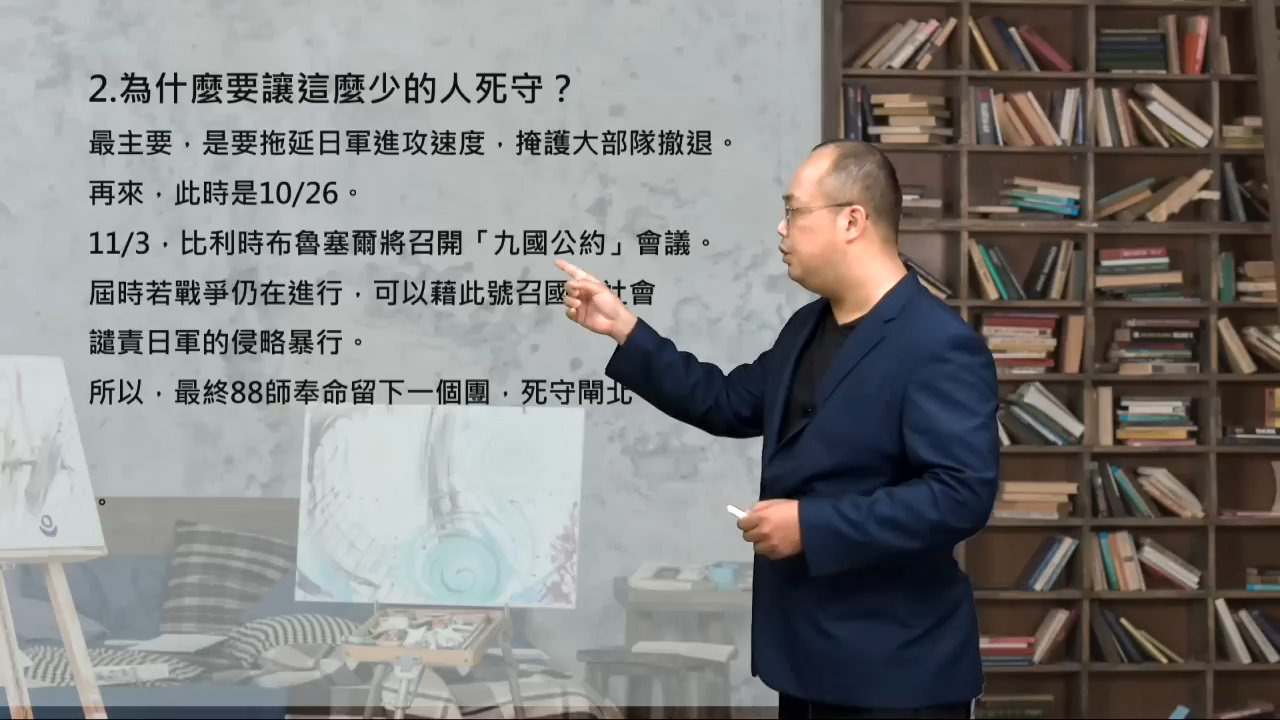 2.為什麼要讓這麼少的人死守？
最主要，是要拖延日軍進攻速度，掩護大部隊撤退。
再來，此時是10/26。
11/3，比利時布魯塞爾將召開「九國公約」會議。
屆時若戰爭仍在進行，可以藉此號召國社會
譴責日軍的侵略暴行。
所以，最終88師奉命留下一個團，死守閘北
。